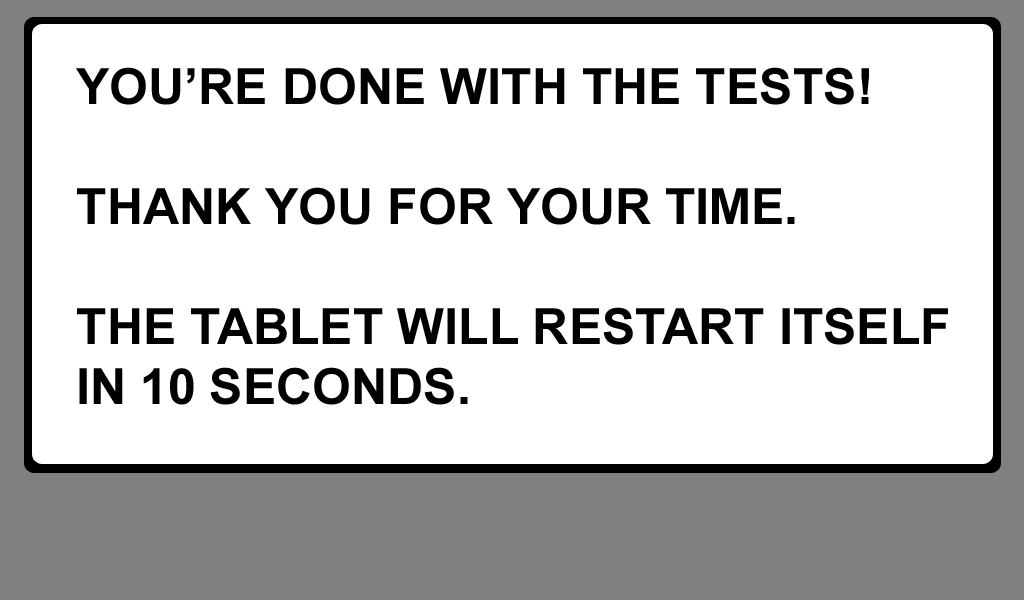 YOU’RE DONE WITH THE TESTS!
THANK YOU FOR YOUR TIME.
THE TABLET WILL RESTART ITSELF
IN 10 SECONDS.